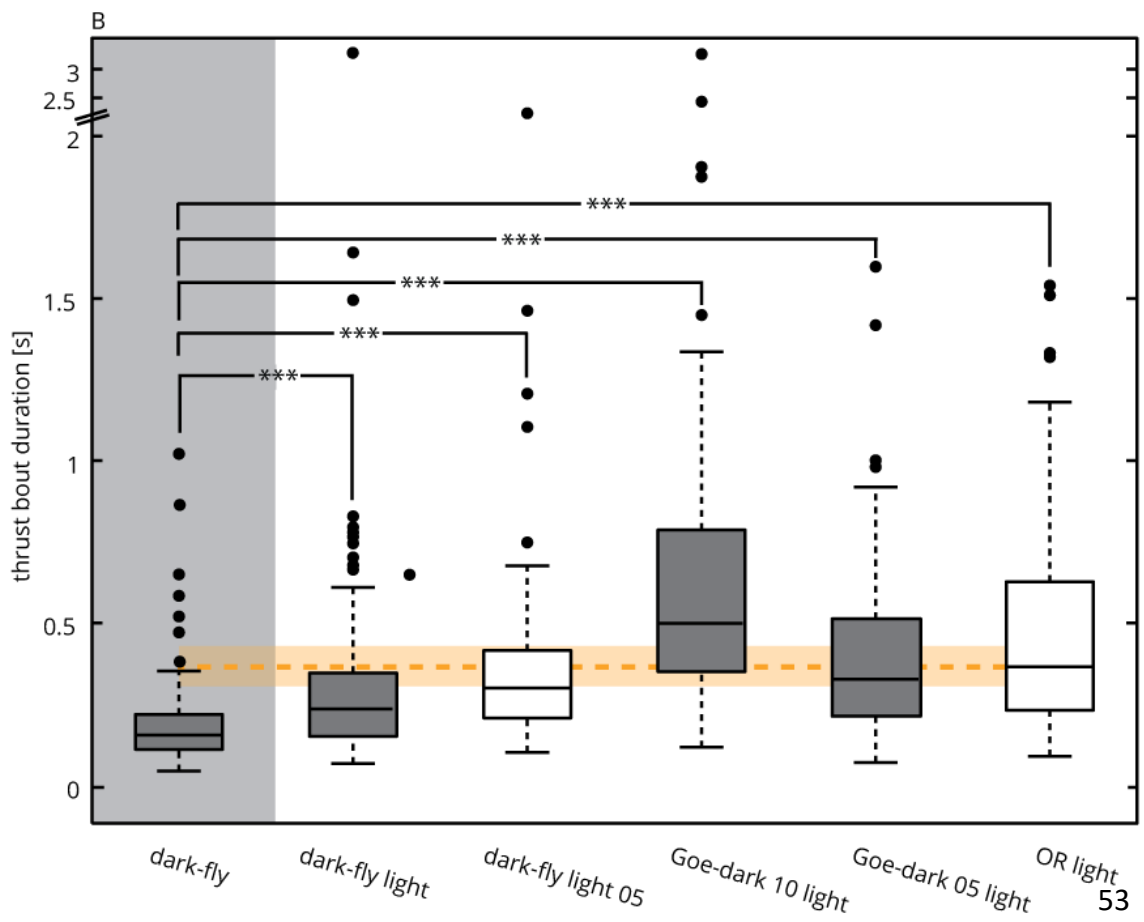 B
3
2.5
2
***
***
1.5
***
***
***
thrust bout duration [s]
1
0.5
0
dark-fly
dark-fly light
dark-fly light 05
Goe-dark 10 light
Goe-dark 05 light
OR light
53